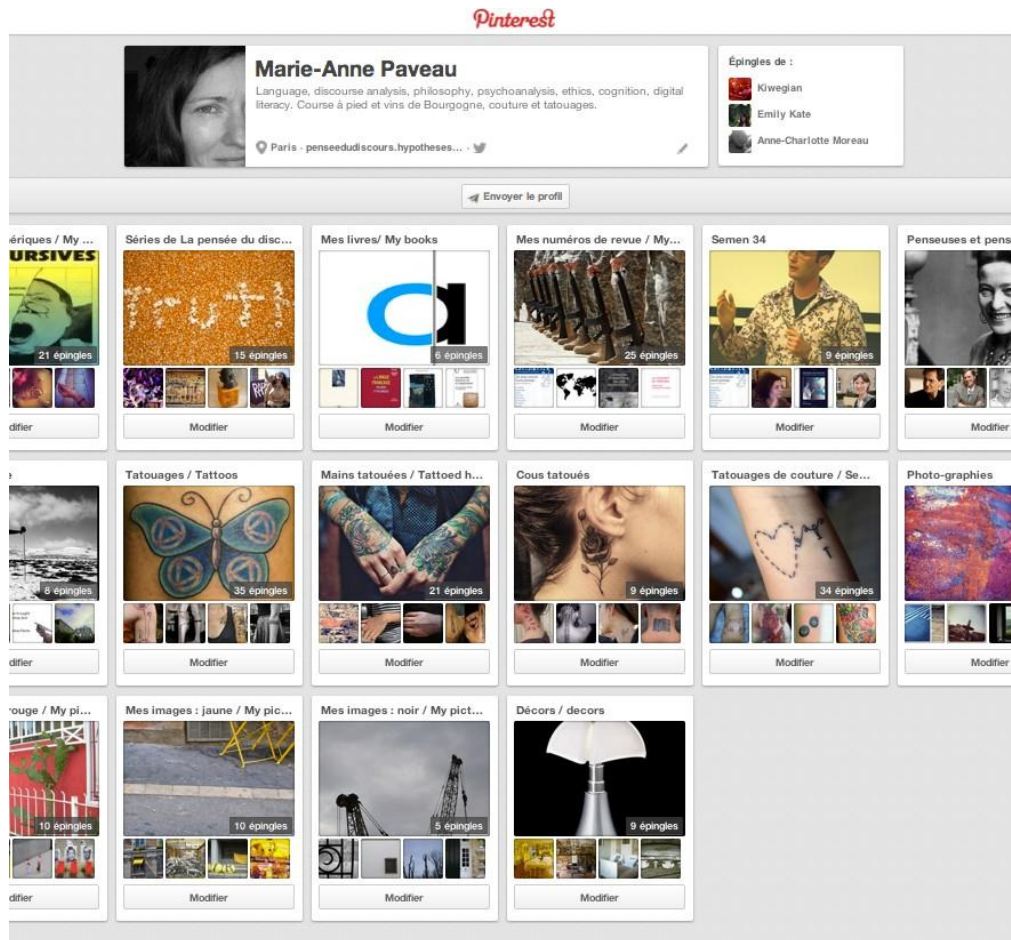 Pinterest
Marie-Anne Paveau
Language, discourse analysis, philosophy, psychoanalysis, ethics, cognition, digital
literacy. Course à pied et vins de Bourgogne, couture et tatouages.
Paris · penseedudiscours.hypotheses... ·
Épingles de :
Kiwegian
Emily Kate
Anne-Charlotte Moreau
Envoyer le profil
ériques / My ...
URSIVES
21 épingles
difier
Séries de La pensée du disc...
Truth
15 épingles
Modifier
Mes livres/ My books
a
6 épingles
Modifier
Mes numéros de revue / My...
25 épingles
Modifier
Semen 34
9 épingles
Modifier
Penseuses et pens
Modifier
e
8 épingles
difier
Tatouages / Tattoos
35 épingles
Modifier
Mains tatouées / Tattoed h...
21 épingles
Modifier
Cous tatoués
9 épingles
Modifier
Tatouages de couture / Se...
34 épingles
Modifier
Photo-graphies
Modifier
rouge / My pi...
10 épingles
difier
Mes images : jaune / My pic...
10 épingles
Modifier
Mes images : noir / My pict...
5 épingles
Modifier
Décors / decors
9 épingles
Modifier